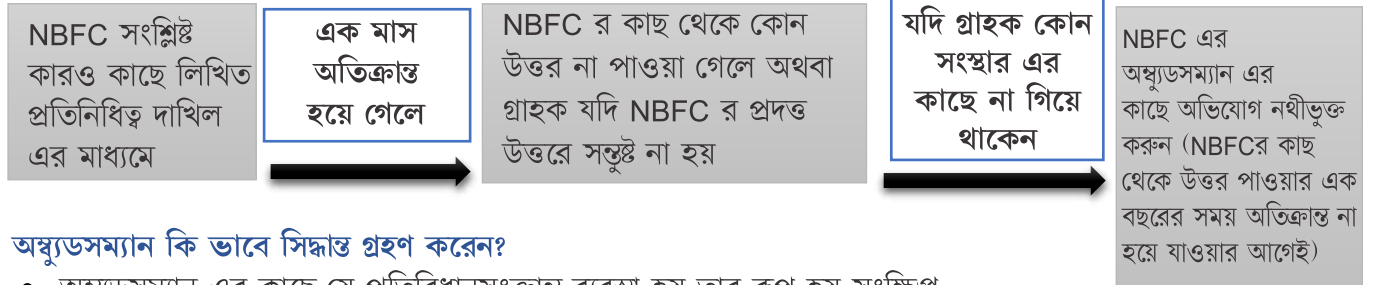 NBFC সংশ্লিষ্ট
কারও কাছে লিখিত
প্রতিনিধিত্ব দাখিল
এর মাধ্যমে
এক মাস
অতিক্রান্ত
হয়ে গেলে
NBFC র কাছ থেকে কোন
উত্তর না পাওয়া গেলে অথবা
গ্রাহক যদি NBFC র প্রদত্ত
উত্তরে সন্তুষ্ট না হয়
যদি গ্রাহক কোন
সংস্থার এর
কাছে না গিয়ে
থাকেন
NBFC এর
অম্ব্যুডসম্যান এর
কাছে অভিযোগ নথীভুক্ত
করুন (NBFCর কাছ
থেকে উত্তর পাওয়ার এক
বছরের সময় অতিক্রান্ত না
হয়ে যাওয়ার আগেই)
অম্ব্যুডসম্যান কি ভাবে সিদ্ধান্ত গ্রহণ করেন?